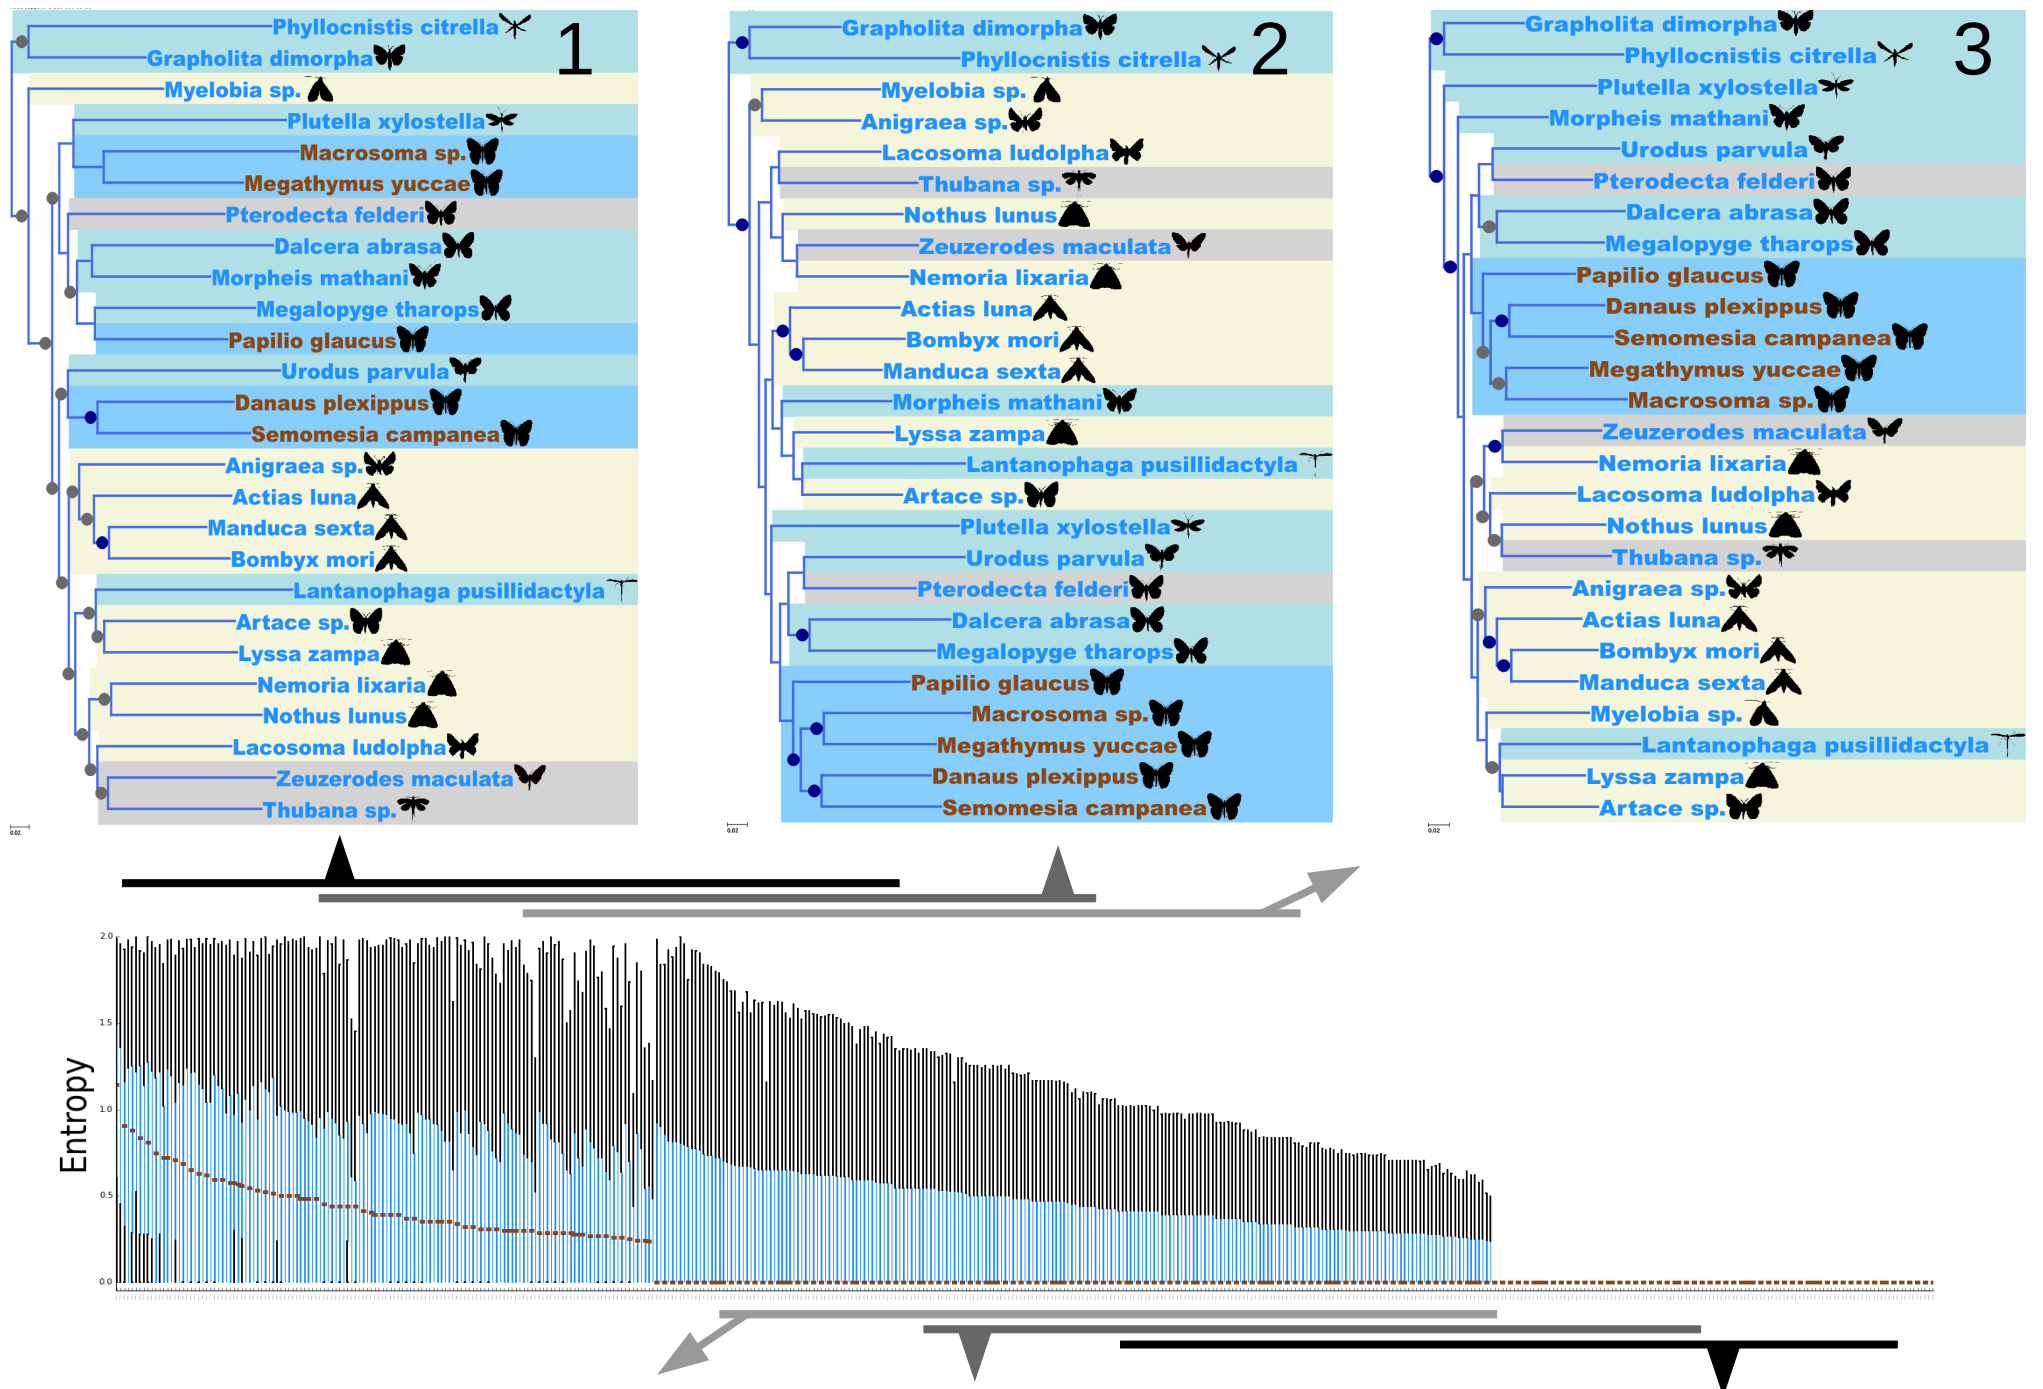 1
Phyllocnistis citrella
Grapholita dimorpha
Myelobia sp.
Plutella xylostella
Macrosoma sp.
Megathymus yuccae
Pterodecta felderi
Dalcera abrasa
Morpheis mathani
Megalopyge tharops
Papilio glaucus
Urodus parvula
Danaus plexippus
Semomesia campanea
Anigraea sp.
Actias luna
Manduca sexta
Bombyx mori
Lantanophaga pusillidactyla
Artace sp.
Lyssa zampa
Nemoria lixaria
Nothus lunus
Lacosoma ludolpha
Zeuzerodes maculata
Thubana sp.
0.02
2
Grapholita dimorpha
Phyllocnistis citrella
Myelobia sp.
Anigraea sp.
Lacosoma ludolpha
Thubana sp.
Nothus lunus
Zeuzerodes maculata
Nemoria lixaria
Actias luna
Bombyx mori
Manduca sexta
Morpheis mathani
Lyssa zampa
Lantanophaga pusillidactyla
Artace sp.
Plutella xylostella
Urodus parvula
Pterodecta felderi
Dalcera abrasa
Megalopyge tharops
Papilio glaucus
Macrosoma sp.
Megathymus yuccae
Danaus plexippus
Semomesia campanea
0.02
3
Grapholita dimorpha
Phyllocnistis citrella
Plutella xylostella
Morpheis mathani
Urodus parvula
Pterodecta felderi
Dalcera abrasa
Megalopyge tharops
Papilio glaucus
Danaus plexippus
Semomesia campanea
Megathymus yuccae
Macrosoma sp.
Zeuzerodes maculata
Nemoria lixaria
Lacosoma ludolpha
Nothus lunus
Thubana sp.
Anigraea sp.
Actias luna
Bombyx mori
Manduca sexta
Myelobia sp.
Lantanophaga pusillidactyla
Lyssa zampa
Artace sp.
0.02
Entropy
2.0
1.5
1.0
0.5
0.0